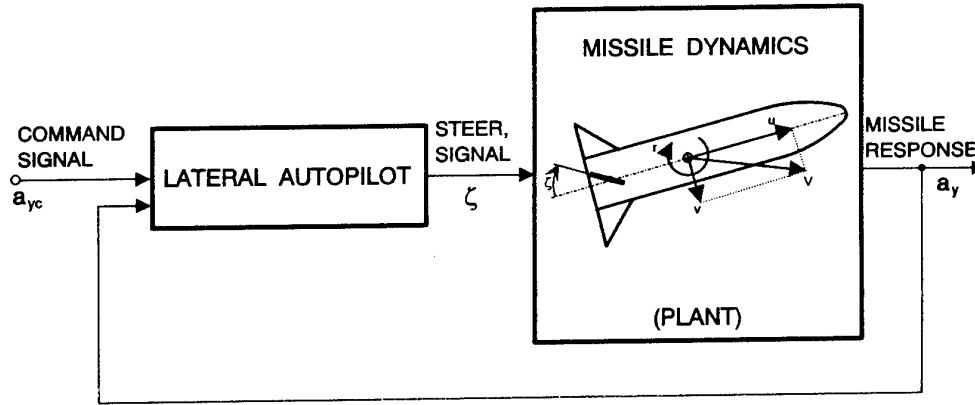 MISSILE DYNAMICS
COMMAND
SIGNAL
a_yc
LATERAL AUTOPILOT
STEER,
SIGNAL
ζ
ζ
r
u
v
V
MISSILE
RESPONSE
a_y
(PLANT)